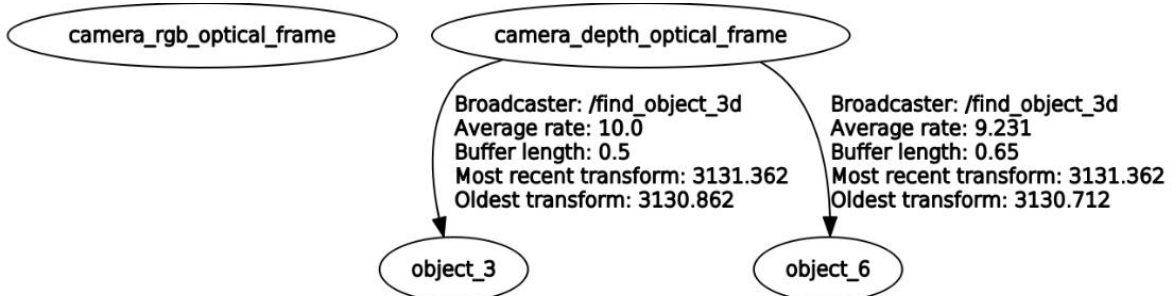 camera_rgb_optical_frame
camera_depth_optical_frame
Broadcaster: /find_object_3d
Average rate: 10.0
Buffer length: 0.5
Most recent transform: 3131.362
Oldest transform: 3130.862
Broadcaster: /find_object_3d
Average rate: 9.231
Buffer length: 0.65
Most recent transform: 3131.362
Oldest transform: 3130.712
object_3
object_6